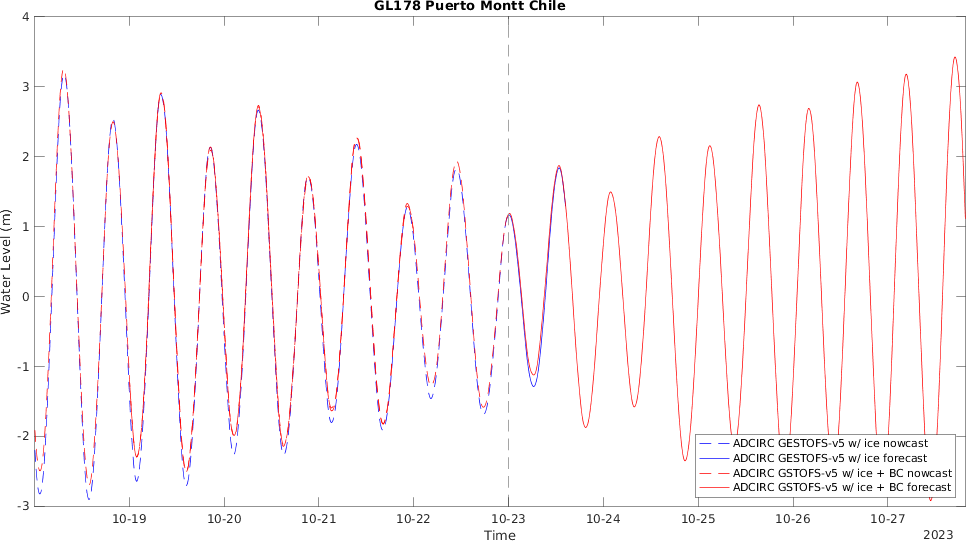 GL178 Puerto Montt Chile
4
3
2
1
0
-1
-2
-3
Water Level (m)
10-19
10-20
10-21
10-22
10-23
10-24
10-25
10-26
10-27
Time
2023
ADCIRC GESTOFS-v5 w/ ice nowcast
ADCIRC GESTOFS-v5 w/ ice forecast
ADCIRC GSTOFS-v5 w/ ice + BC nowcast
ADCIRC GSTOFS-v5 w/ ice + BC forecast